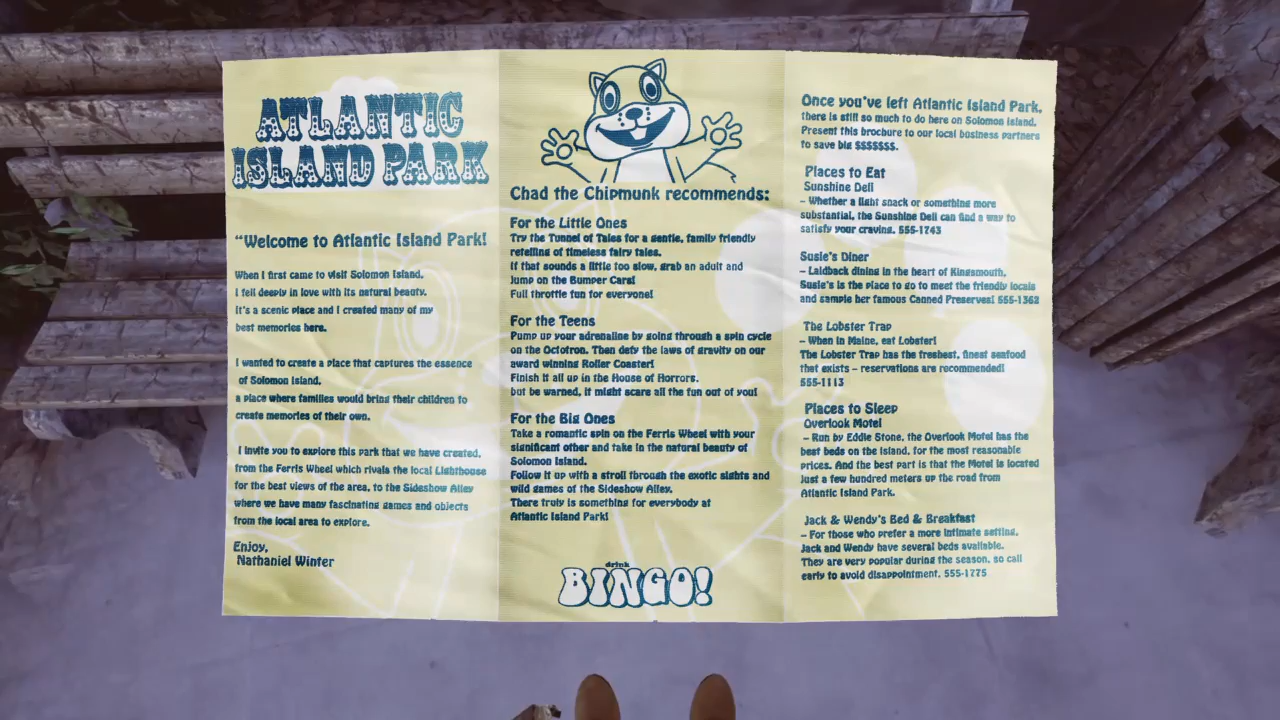 ATLANTIC
ISLAND PARK
"Welcome to Atlantic Island Park!
When I first came to visit Solomon Island,
I fell deeply in love with its natural beauty.
It's a scenic place and I created many of my
best memories here.
I wanted to create a place that captures the essence
of Solomon Island,
a place where families would bring their children to
create memories of their own.
I invite you to explore this park that we have created,
from the Ferris Wheel which rivals the local Lighthouse
for the best views of the area, to the Sideshow Alley
where we have many fascinating games and objects
from the local area to explore.
Enjoy,
Nathaniel Winter
Chad the Chipmunk recommends:
For the Little Ones
Try the Tunnel of Tales for a gentle, family friendly
retelling of timeless fairy tales.
If that sounds a little too slow, grab an adult and
jump on the Bumper Cars!
Full throttle fun for everyone!
For the Teens
Pump up your adrenaline by going through a spin cycle
on the Octotron. Then defy the laws of gravity on our
award winning Roller Coaster!
Finish it all up in the House of Horrors,
but be warned, it might scare all the fun out of you!
For the Big Ones
Take a romantic spin on the Ferris Wheel with your
significant other and take in the natural beauty of
Solomon Island.
Follow it up with a stroll through the exotic sights and
wild games of the Sideshow Alley.
There truly is something for everybody at
Atlantic Island Park!
drink
BINGO!
Once you've left Atlantic Island Park,
there is still so much to do here on Solomon Island.
Present this brochure to our local business partners
to save big $$$$$$$.
Places to Eat
Sunshine Deli
- Whether a light snack or something more
substantial, the Sunshine Deli can find a way to
satisfy your craving. 555-1743
Susie's Diner
- Laidback dining in the heart of Kingsmouth,
Susie's is the place to go to meet the friendly locals
and sample her famous Canned Preserves! 555-1362
The Lobster Trap
- When in Maine, eat Lobster!
The Lobster Trap has the freshest, finest seafood
that exists - reservations are recommended!
555-1113
Places to Sleep
Overlook Motel
- Run by Eddie Stone, the Overlook Motel has the
best beds on the island, for the most reasonable
prices. And the best part is that the Motel is located
just a few hundred meters up the road from
Atlantic Island Park.
Jack & Wendy's Bed & Breakfast
- For those who prefer a more intimate setting,
Jack and Wendy have several beds available.
They are very popular during the season, so call
early to avoid disappointment. 555-1775